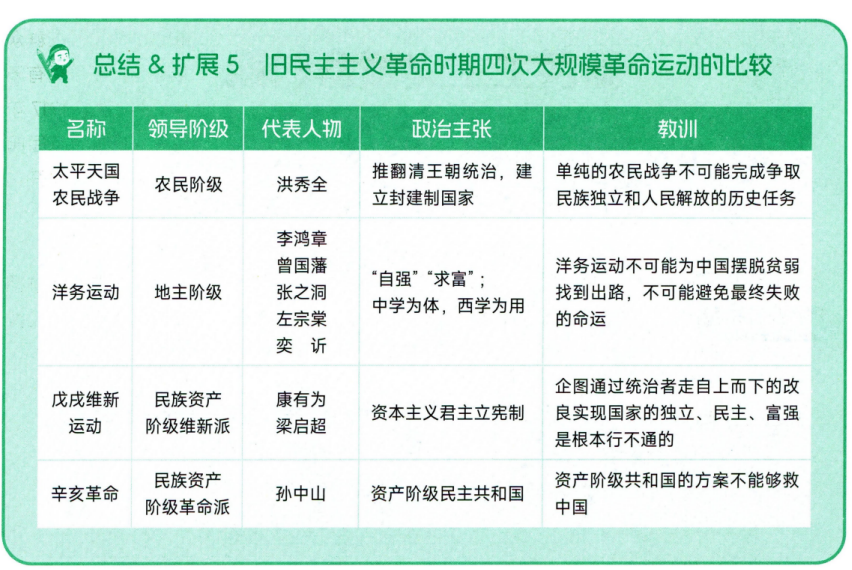 总结 & 扩展 5 旧民主主义革命时期四次大规模革命运动的比较
名称 领导阶级 代表人物 政治主张 教训
太平天国
农民战争
农民阶级
洪秀全
推翻清王朝统治，建
立封建制国家
单纯的农民战争不可能完成争取
民族独立和人民解放的历史任务
洋务运动
地主阶级
李鸿章
曾国藩
张之洞
左宗棠
奕 䜣
“自强”“求富”；
中学为体，西学为用
洋务运动不可能为中国摆脱贫弱
找到出路，不可能避免最终失败
的命运
戊戌维新
运动
民族资产
阶级维新派
康有为
梁启超
资本主义君主立宪制
企图通过统治者走自上而下的改
良实现国家的独立、民主、富强
是根本行不通的
辛亥革命
民族资产
阶级革命派
孙中山
资产阶级民主共和国
资产阶级共和国的方案不能够救
中国